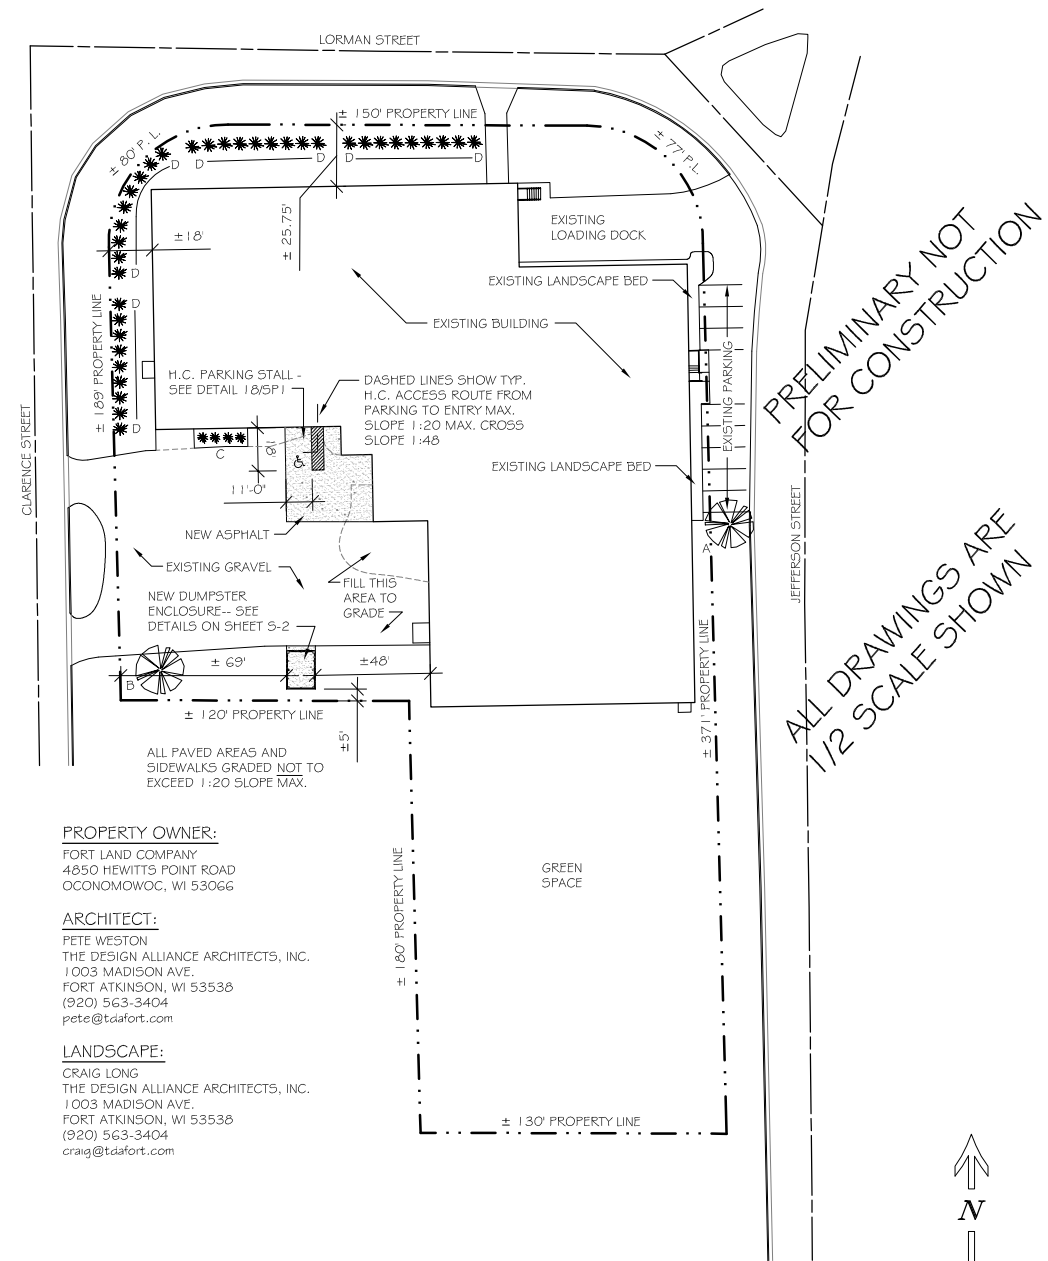 LORMAN STREET
± 150' PROPERTY LINE
± 80' P.L.
± 77' P.L.
D
D
D
D
D
± 25.75'
±18'
EXISTING
LOADING DOCK
PRELIMINARY NOT
FOR CONSTRUCTION
D
EXISTING LANDSCAPE BED
D
± 189' PROPERTY LINE
EXISTING BUILDING
EXISTING PARKING
H.C. PARKING STALL -
SEE DETAIL 18/SP1
DASHED LINES SHOW TYP.
H.C. ACCESS ROUTE FROM
PARKING TO ENTRY MAX.
SLOPE 1:20 MAX. CROSS
SLOPE 1:48
D
CLARENCE STREET
C
18'
EXISTING LANDSCAPE BED
11'-0"
JEFFERSON STREET
NEW ASPHALT
A
ALL DRAWINGS ARE
1/2 SCALE SHOWN
EXISTING GRAVEL
FILL THIS
AREA TO
GRADE
NEW DUMPSTER
ENCLOSURE-- SEE
DETAILS ON SHEET S-2
± 69'
±48'
B
± 371' PROPERTY LINE
± 120' PROPERTY LINE
±5'
ALL PAVED AREAS AND
SIDEWALKS GRADED NOT TO
EXCEED 1:20 SLOPE MAX.
PROPERTY OWNER:
FORT LAND COMPANY
4850 HEWITTS POINT ROAD
OCONOMOWOC, WI 53066
± 180' PROPERTY LINE
GREEN
SPACE
ARCHITECT:
PETE WESTON
THE DESIGN ALLIANCE ARCHITECTS, INC.
1003 MADISON AVE.
FORT ATKINSON, WI 53538
(920) 563-3404
pete@tdafort.com
LANDSCAPE:
CRAIG LONG
THE DESIGN ALLIANCE ARCHITECTS, INC.
1003 MADISON AVE.
FORT ATKINSON, WI 53538
(920) 563-3404
craig@tdafort.com
± 130' PROPERTY LINE
N